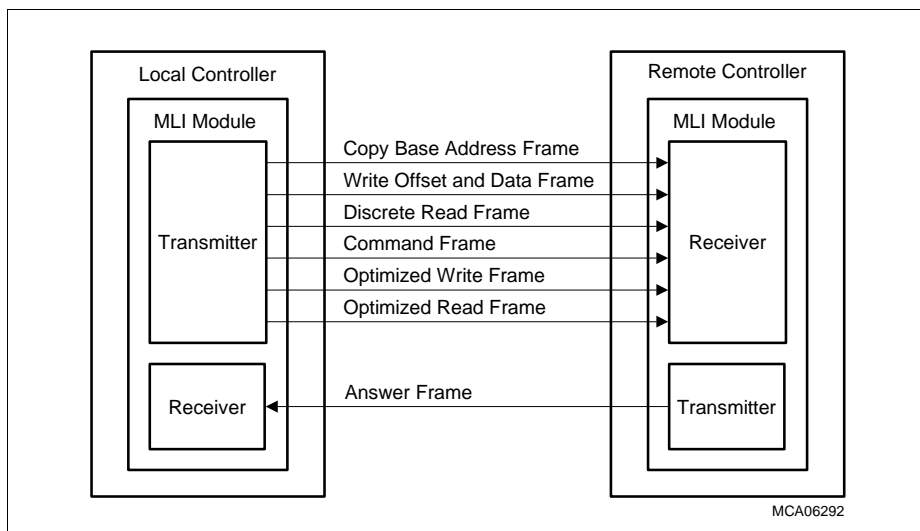 Local Controller
Remote Controller
MLI Module
MLI Module
Copy Base Address Frame
Write Offset and Data Frame
Discrete Read Frame
Transmitter
Command Frame
Receiver
Optimized Write Frame
Optimized Read Frame
Receiver
Answer Frame
Transmitter
MCA06292